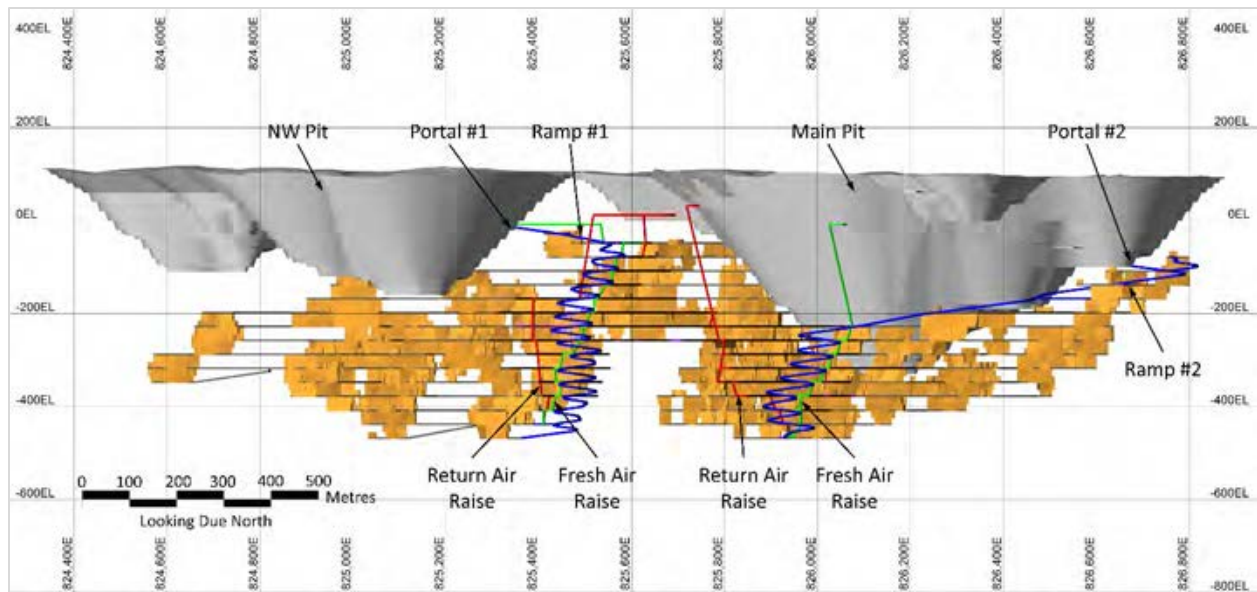 400EL 824.400E 824.600E 824.800E 825.000E 825.200E 825.400E 825.600E 825.800E 826.000E 826.200E 826.400E 826.600E 826.800E 400EL
200EL 200EL
NW Pit Portal #1 Ramp #1 Main Pit Portal #2
0EL 0EL
-200EL -200EL
Ramp #2
-400EL -400EL
Return Air Raise
Fresh Air Raise
Return Air Raise
Fresh Air Raise
0 100 200 300 400 500
Metres
Looking Due North
-600EL -600EL
-800EL
824.400E 824.600E 824.800E 825.000E 825.200E 825.400E 825.600E 825.800E 826.000E 826.200E 826.400E 826.600E 826.800E